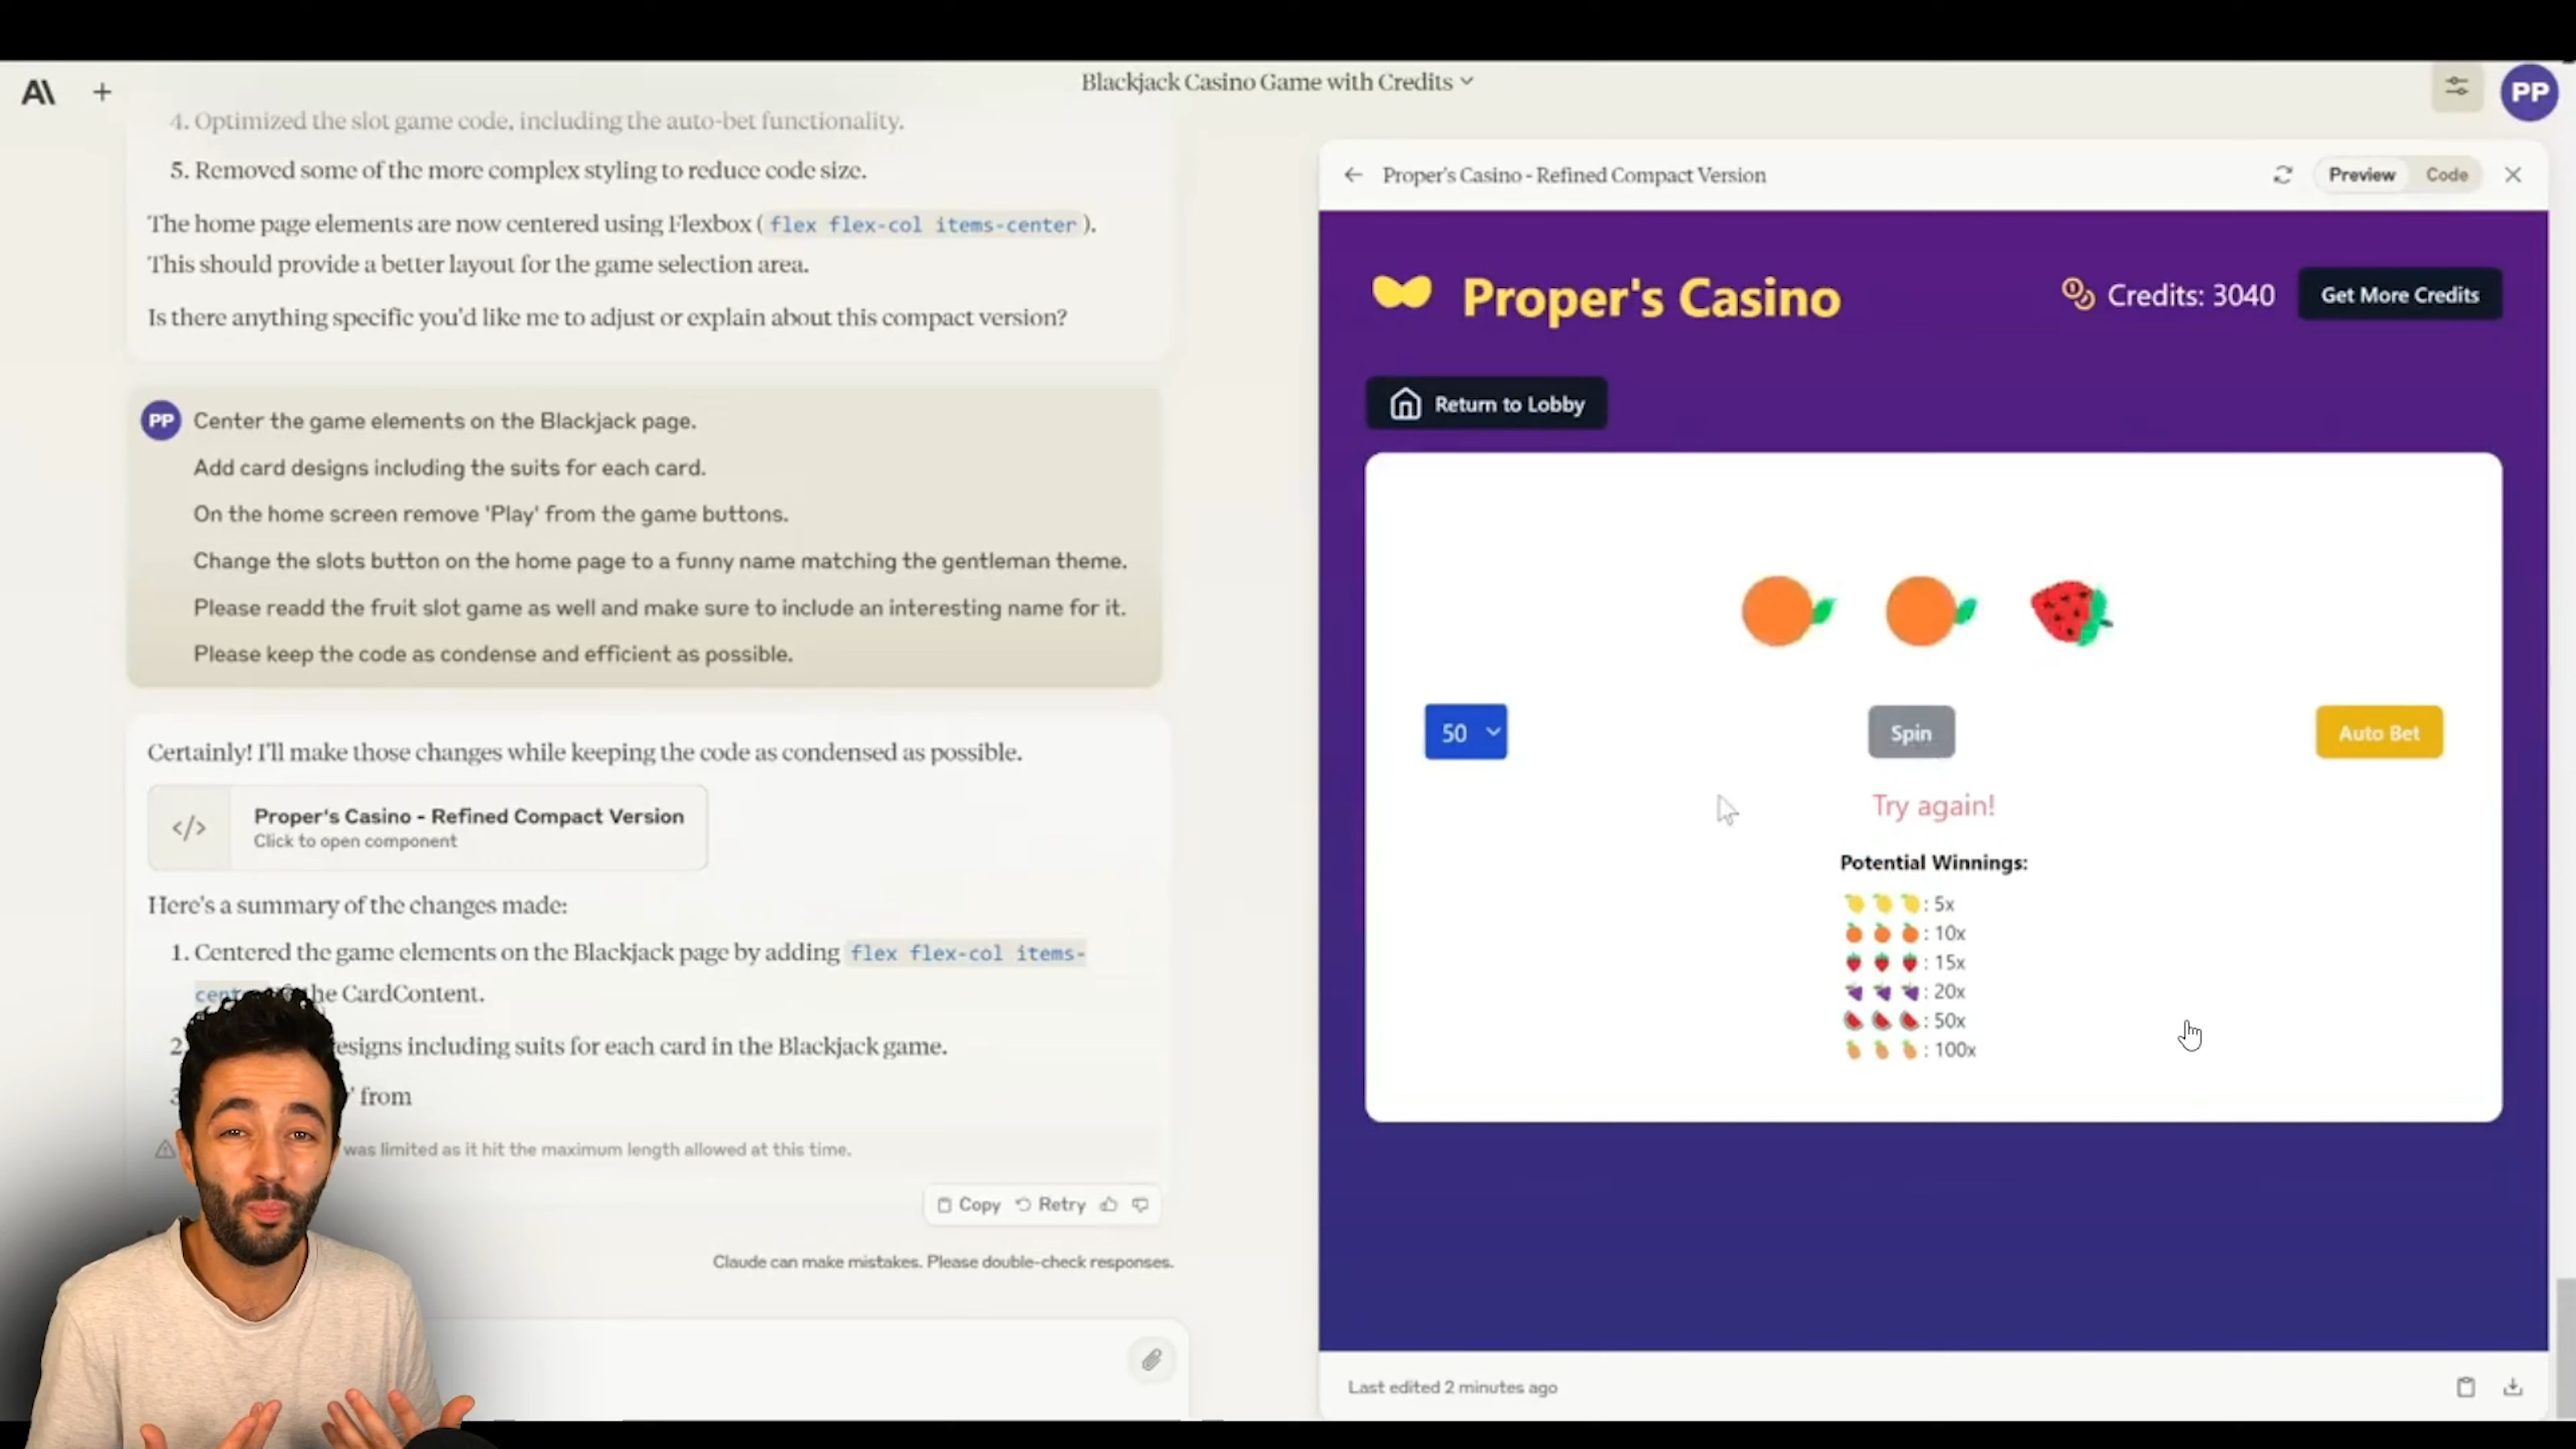 Blackjack Casino Game with Credits
PP
4. Optimized the slot game code, including the auto-bet functionality.
5. Removed some of the more complex styling to reduce code size.
The home page elements are now centered using Flexbox ( flex flex-col items-center ).
This should provide a better layout for the game selection area.
Is there anything specific you'd like me to adjust or explain about this compact version?
PP
Center the game elements on the Blackjack page.
Add card designs including the suits for each card.
On the home screen remove 'Play' from the game buttons.
Change the slots button on the home page to a funny name matching the gentleman theme.
Please readd the fruit slot game as well and make sure to include an interesting name for it.
Please keep the code as condense and efficient as possible.
Certainly! I'll make those changes while keeping the code as condensed as possible.
</> Proper's Casino - Refined Compact Version
Click to open component
Here's a summary of the changes made:
1. Centered the game elements on the Blackjack page by adding flex flex-col items-
the CardContent.
2 esigns including suits for each card in the Blackjack game.
from
was limited as it hit the maximum length allowed at this time.
Copy Retry
Claude can make mistakes. Please double-check responses.
Proper's Casino - Refined Compact Version
Preview Code
Proper's Casino
Credits: 3040
Get More Credits
Return to Lobby
50
Spin
Auto Bet
Try again!
Potential Winnings:
: 5x
: 10x
: 15x
: 20x
: 50x
: 100x
Last edited 2 minutes ago